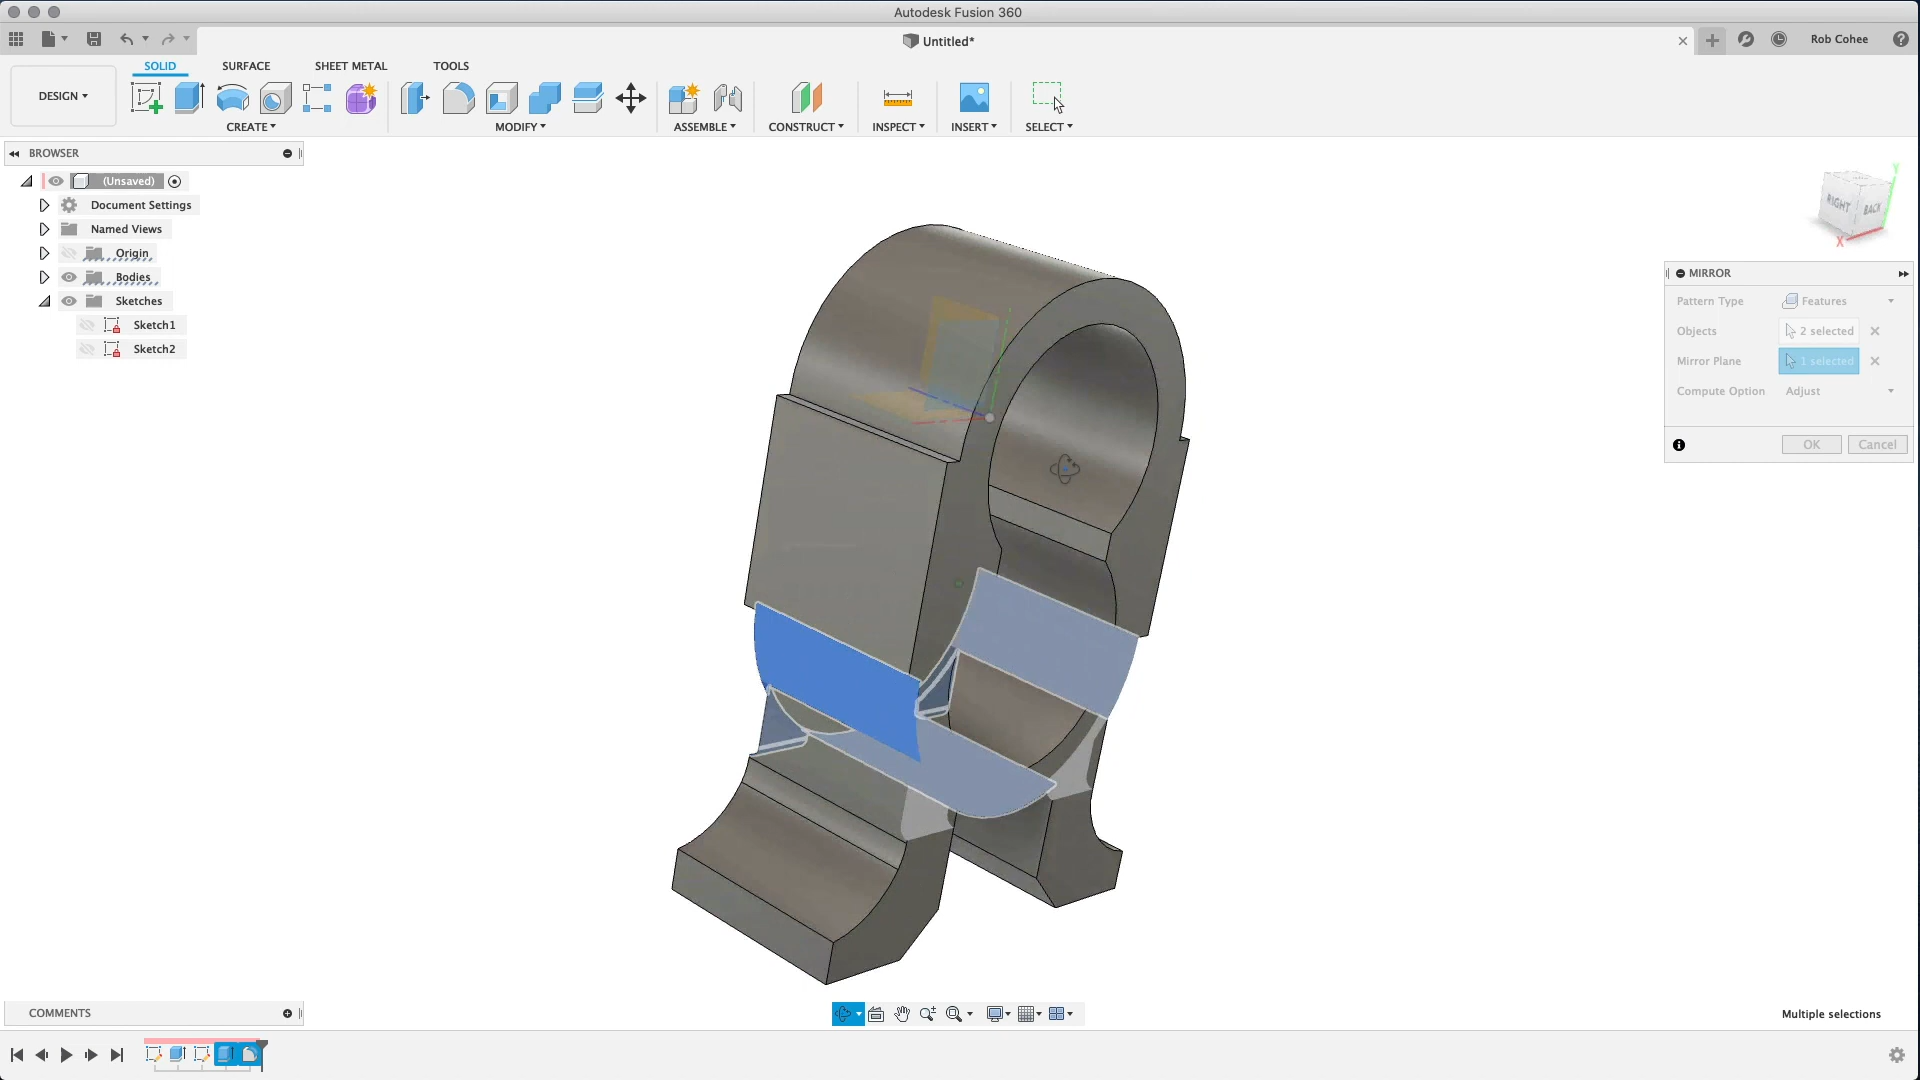 Autodesk Fusion 360
Untitled*
Rob Cohee
SOLID SURFACE SHEET METAL TOOLS
DESIGN
CREATE MODIFY ASSEMBLE CONSTRUCT INSPECT INSERT SELECT
BROWSER
(Unsaved)
Document Settings
Named Views
Origin
Bodies
Sketches
Sketch1
Sketch2
Y
RIGHT BACK
X
MIRROR
Pattern Type Features
Objects 2 selected
Mirror Plane 1 selected
Compute Option Adjust
OK Cancel
COMMENTS
Multiple selections